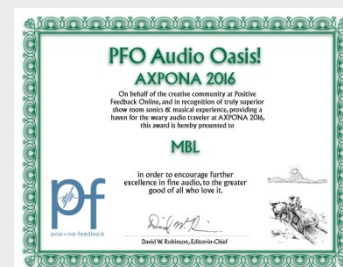 PFO Audio Oasis!
AXPONA 2016
On behalf of the creative community at Positive
Feedback Online, and in recognition of truly superior
show room sonics & musical experience, providing a
haven for the weary audio traveler at AXPONA 2016,
this award is hereby presented to
MBL
in order to encourage further
excellence in fine audio, to the greater
good of all who love it.
pf
David W. Robinson, Editor-in-Chief